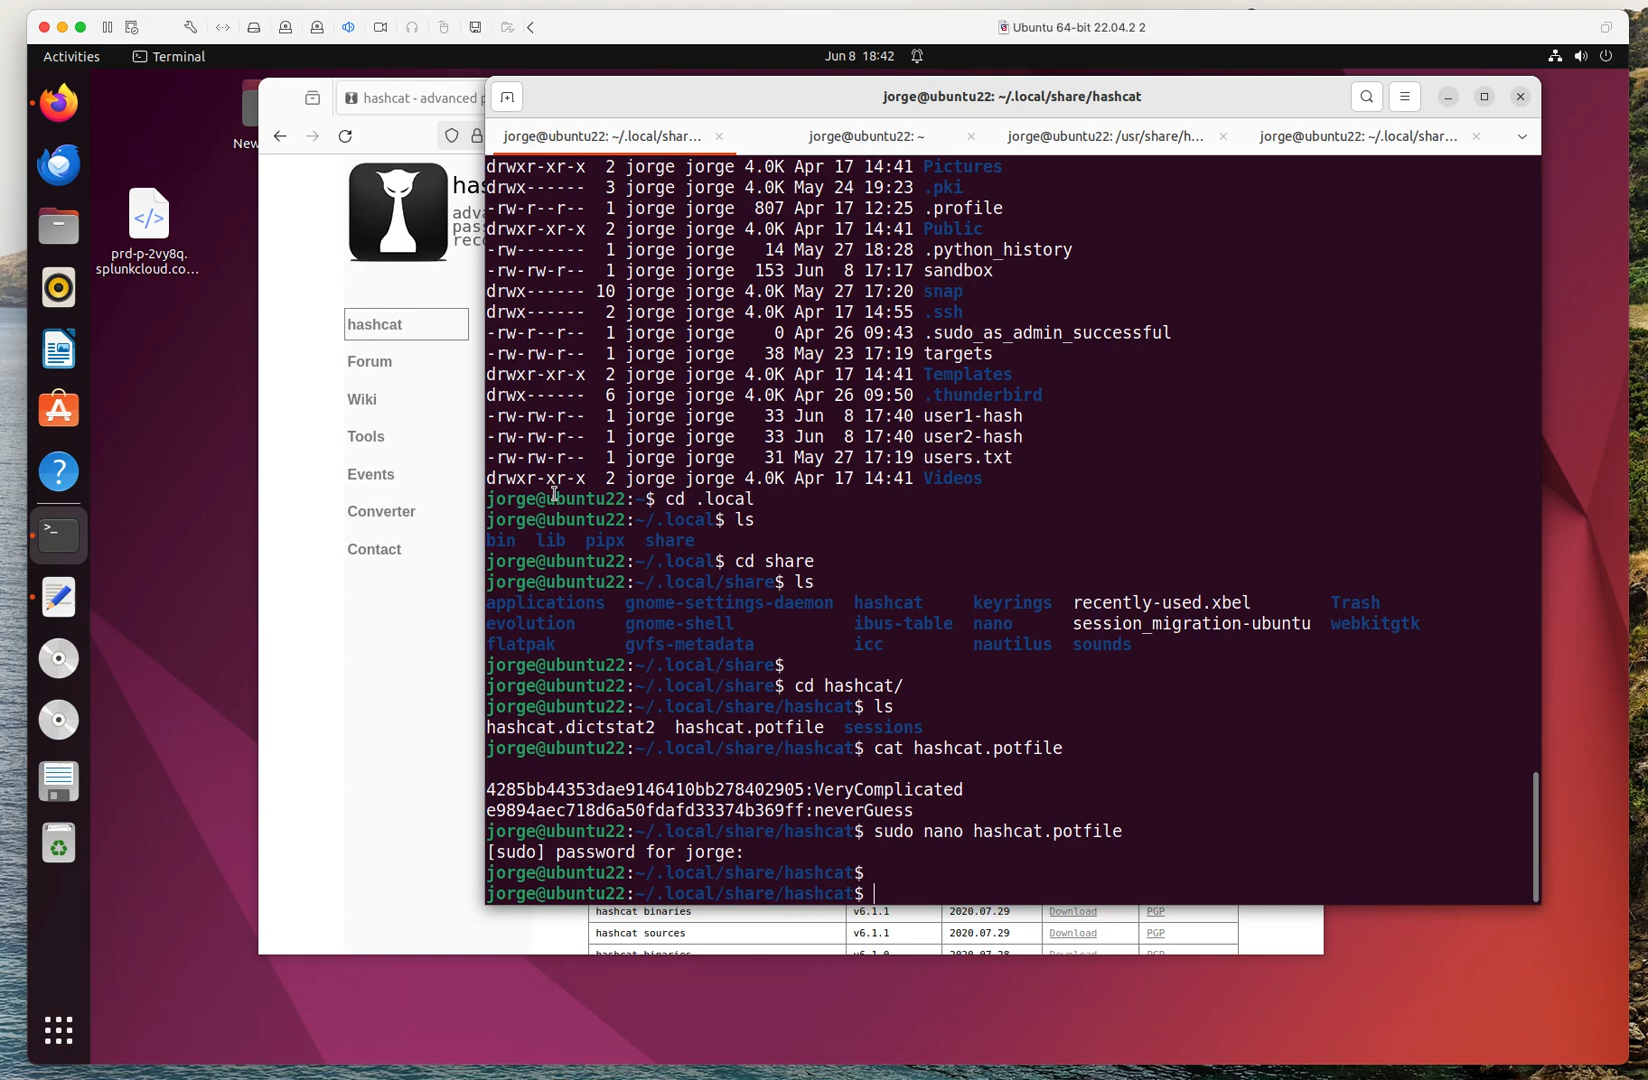 Ubuntu 64-bit 22.04.2 2
Activities
Terminal
Jun 8 18:42
hashcat - advanced p
New
prd-p-2vy8q.
splunkcloud.co...
jorge@ubuntu22: ~/.local/share/hashcat
jorge@ubuntu22: ~/.local/shar...
jorge@ubuntu22: ~
jorge@ubuntu22: /usr/share/h...
jorge@ubuntu22: ~/.local/shar...
has
adva
pas
reco
hashcat
Forum
Wiki
Tools
Events
Converter
Contact
drwxr-xr-x 2 jorge jorge 4.0K Apr 17 14:41 Pictures
drwx------ 3 jorge jorge 4.0K May 24 19:23 .pki
-rw-r--r-- 1 jorge jorge 807 Apr 17 12:25 .profile
drwxr-xr-x 2 jorge jorge 4.0K Apr 17 14:41 Public
-rw------- 1 jorge jorge 14 May 27 18:28 .python_history
-rw-rw-r-- 1 jorge jorge 153 Jun 8 17:17 sandbox
drwx------ 10 jorge jorge 4.0K May 27 17:20 snap
drwx------ 2 jorge jorge 4.0K Apr 17 14:55 .ssh
-rw-r--r-- 1 jorge jorge 0 Apr 26 09:43 .sudo_as_admin_successful
-rw-rw-r-- 1 jorge jorge 38 May 23 17:19 targets
drwxr-xr-x 2 jorge jorge 4.0K Apr 17 14:41 Templates
drwx------ 6 jorge jorge 4.0K Apr 26 09:50 .thunderbird
-rw-rw-r-- 1 jorge jorge 33 Jun 8 17:40 user1-hash
-rw-rw-r-- 1 jorge jorge 33 Jun 8 17:40 user2-hash
-rw-rw-r-- 1 jorge jorge 31 May 27 17:19 users.txt
drwxr-xr-x 2 jorge jorge 4.0K Apr 17 14:41 Videos
jorge@ubuntu22:~$ cd .local
jorge@ubuntu22:~/.local$ ls
bin lib pipx share
jorge@ubuntu22:~/.local$ cd share
jorge@ubuntu22:~/.local/share$ ls
applications gnome-settings-daemon hashcat keyrings recently-used.xbel Trash
evolution gnome-shell ibus-table nano session_migration-ubuntu webkitgtk
flatpak gvfs-metadata icc nautilus sounds
jorge@ubuntu22:~/.local/share$
jorge@ubuntu22:~/.local/share$ cd hashcat/
jorge@ubuntu22:~/.local/share/hashcat$ ls
hashcat.dictstat2 hashcat.potfile sessions
jorge@ubuntu22:~/.local/share/hashcat$ cat hashcat.potfile
4285bb44353dae9146410bb278402905:VeryComplicated
e9894aec718d6a50fdafd33374b369ff:neverGuess
jorge@ubuntu22:~/.local/share/hashcat$ sudo nano hashcat.potfile
[sudo] password for jorge:
jorge@ubuntu22:~/.local/share/hashcat$
jorge@ubuntu22:~/.local/share/hashcat$
hashcat binaries v6.1.1 2020.07.29 Download PGP
hashcat sources v6.1.1 2020.07.29 Download PGP
hashcat binaries v6.1.0 2020.07.28 Download PGP